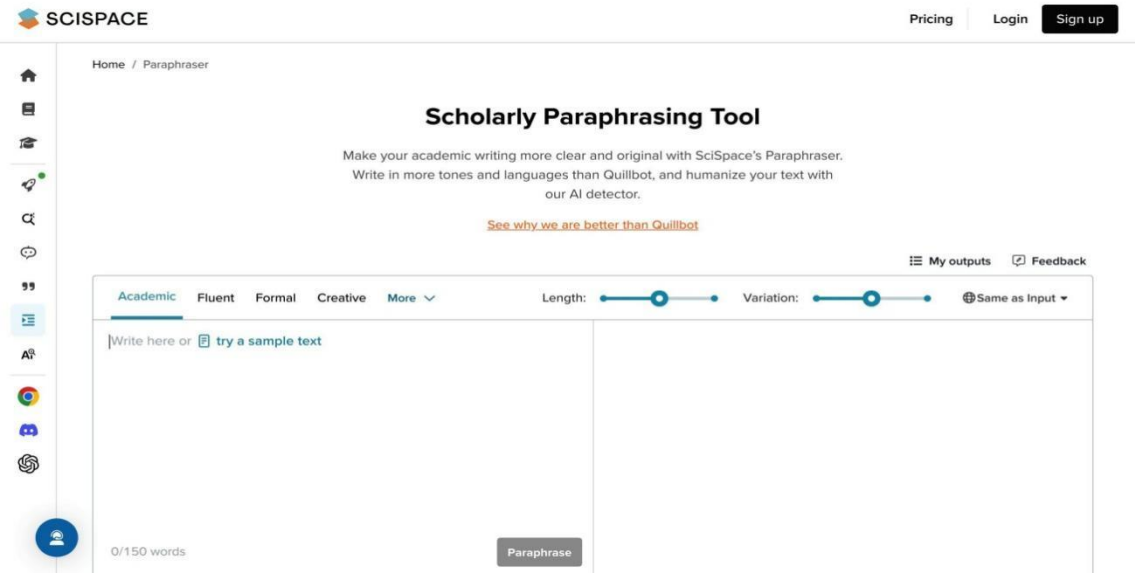 SCISPACE
Pricing
Login
Sign up
Home / Paraphraser
Scholarly Paraphrasing Tool
Make your academic writing more clear and original with SciSpace's Paraphraser.
Write in more tones and languages than Quillbot, and humanize your text with
our AI detector.
See why we are better than Quillbot
My outputs
Feedback
Academic
Fluent
Formal
Creative
More
Length:
Variation:
Same as Input
Write here or try a sample text
0/150 words
Paraphrase